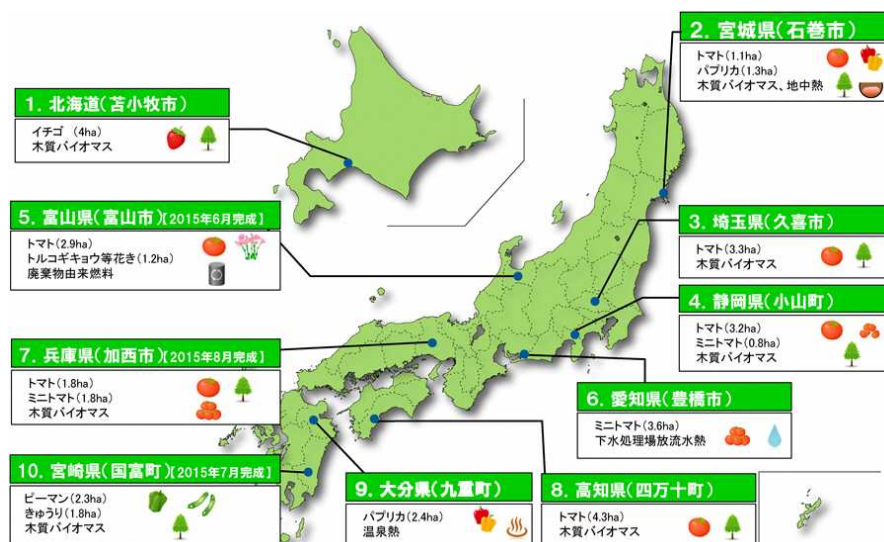 1. 北海道(苫小牧市)
イチゴ (4ha)
木質バイオマス
2. 宮城県(石巻市)
トマト(1.1ha)
パプリカ(1.3ha)
木質バイオマス、地中熱
3. 埼玉県(久喜市)
トマト(3.3ha)
木質バイオマス
4. 静岡県(小山町)
トマト(3.2ha)
ミニトマト(0.8ha)
木質バイオマス
5. 富山県(富山市)【2015年6月完成】
トマト(2.9ha)
トルコギキョウ等花き(1.2ha)
廃棄物由来燃料
6. 愛知県(豊橋市)
ミニトマト(3.6ha)
下水処理場放流水熱
7. 兵庫県(加西市)【2015年8月完成】
トマト(1.8ha)
ミニトマト(1.8ha)
木質バイオマス
8. 高知県(四万十町)
トマト(4.3ha)
木質バイオマス
9. 大分県(九重町)
パプリカ(2.4ha)
温泉熱
10. 宮崎県(国富町)【2015年7月完成】
ピーマン(2.3ha)
きゅうり(1.8ha)
木質バイオマス